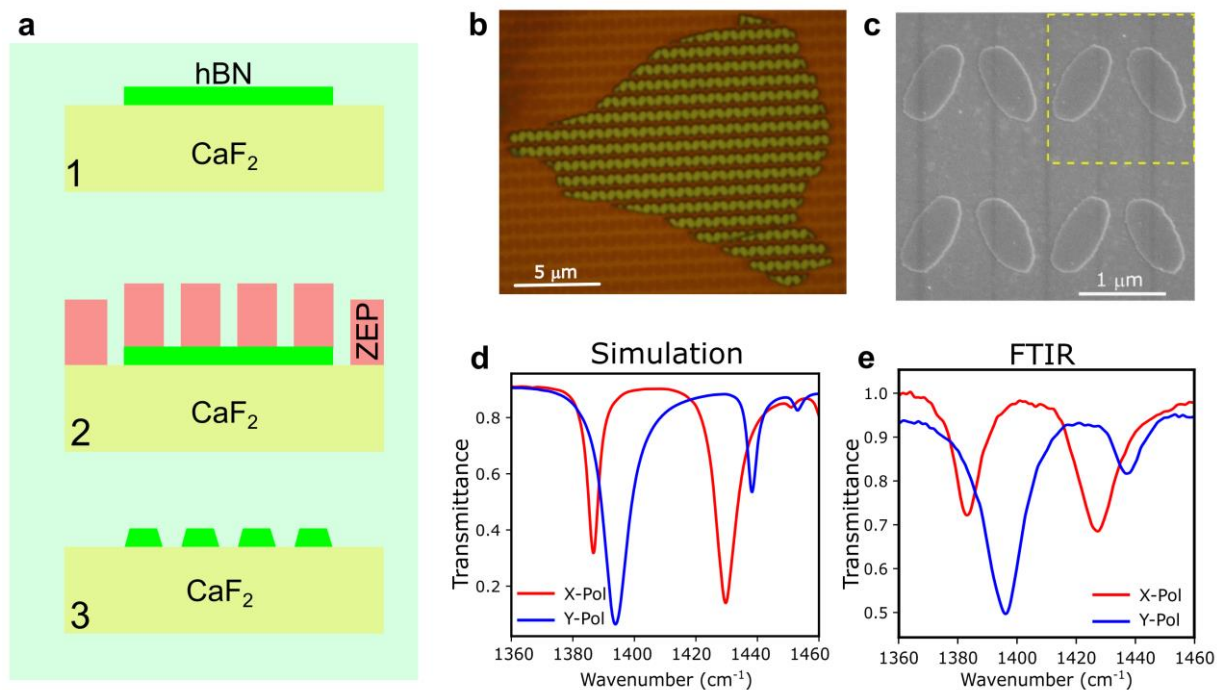 a
hBN
CaF₂
1
ZEP
CaF₂
2
CaF₂
3
b
5 μm
c
1 μm
d
Simulation
Transmittance
0.8
0.6
0.4
0.2
X-Pol
Y-Pol
1360 1380 1400 1420 1440 1460
Wavenumber (cm⁻¹)
e
FTIR
Transmittance
1.0
0.9
0.8
0.7
0.6
0.5
X-Pol
Y-Pol
1360 1380 1400 1420 1440 1460
Wavenumber (cm⁻¹)